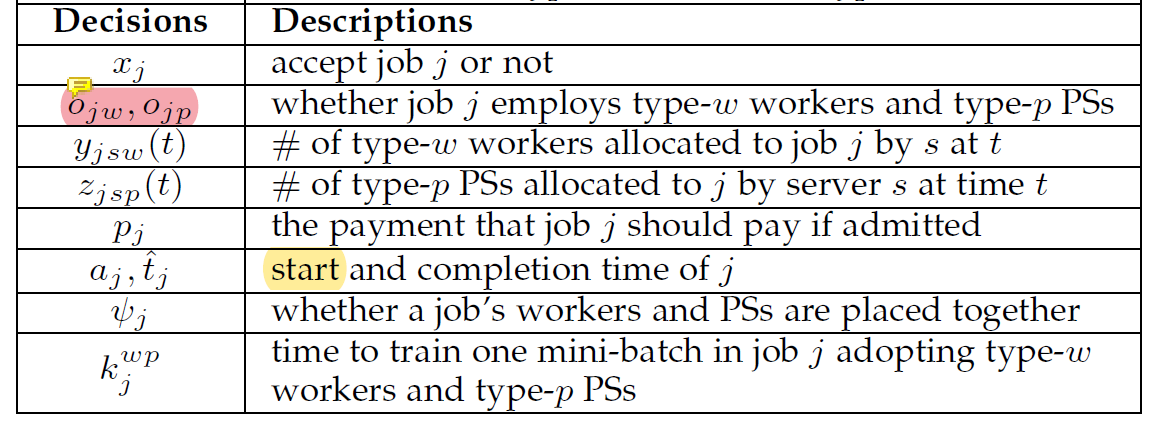 Decisions Descriptions
x_j accept job j or not
o_{jw}, o_{jp} whether job j employs type-w workers and type-p PSs
y_{jsw}(t) # of type-w workers allocated to job j by s at t
z_{jsp}(t) # of type-p PSs allocated to j by server s at time t
p_j the payment that job j should pay if admitted
a_j, \hat{t}_j start and completion time of j
ψ_j whether a job's workers and PSs are placed together
k_j^{wp} time to train one mini-batch in job j adopting type-w
workers and type-p PSs